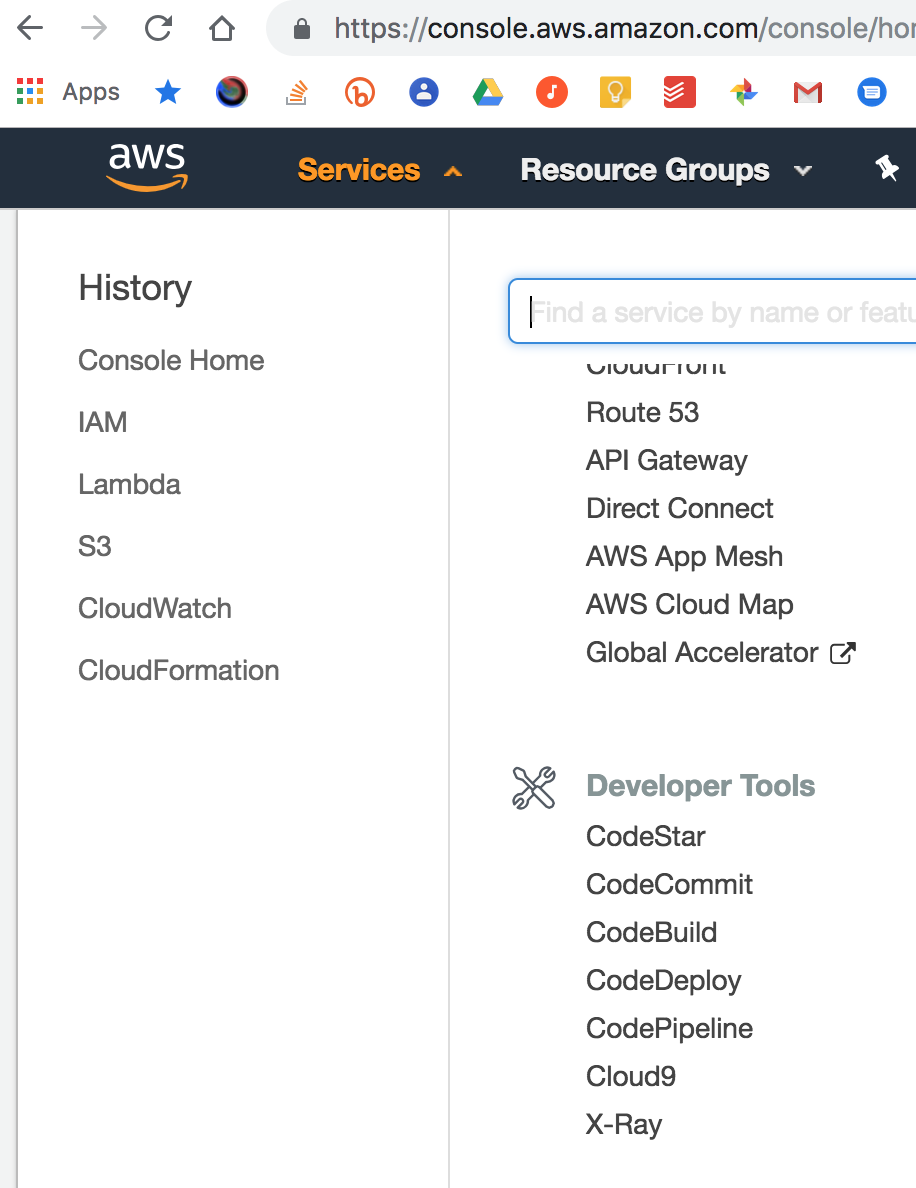 https://console.aws.amazon.com/console/hor
Apps
aws
Services
Resource Groups
History
Console Home
IAM
Lambda
S3
CloudWatch
CloudFormation
Find a service by name or featu
CloudFront
Route 53
API Gateway
Direct Connect
AWS App Mesh
AWS Cloud Map
Global Accelerator
Developer Tools
CodeStar
CodeCommit
CodeBuild
CodeDeploy
CodePipeline
Cloud9
X-Ray